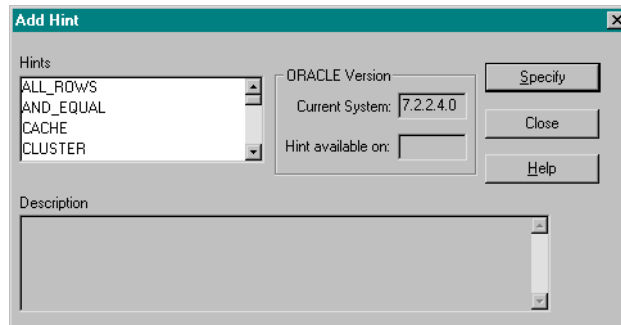 Add Hint
Hints
ALL_ROWS
AND_EQUAL
CACHE
CLUSTER
ORACLE Version
Current System: 7.2.2.4.0
Hint available on:
Specify
Close
Help
Description